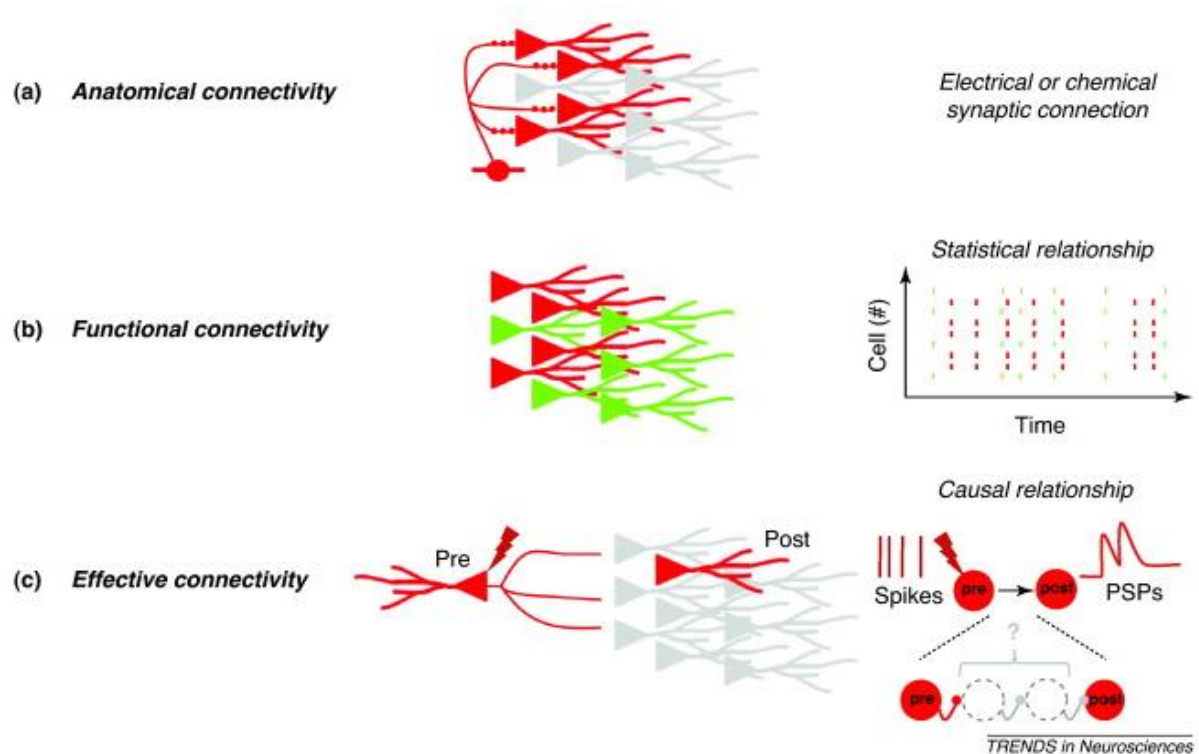 (a) Anatomical connectivity
Electrical or chemical
synaptic connection
(b) Functional connectivity
Statistical relationship
Cell (#)
Time
(c) Effective connectivity
Pre
Post
Causal relationship
Spikes
pre
post
PSPs
?
pre
post
TRENDS in Neurosciences